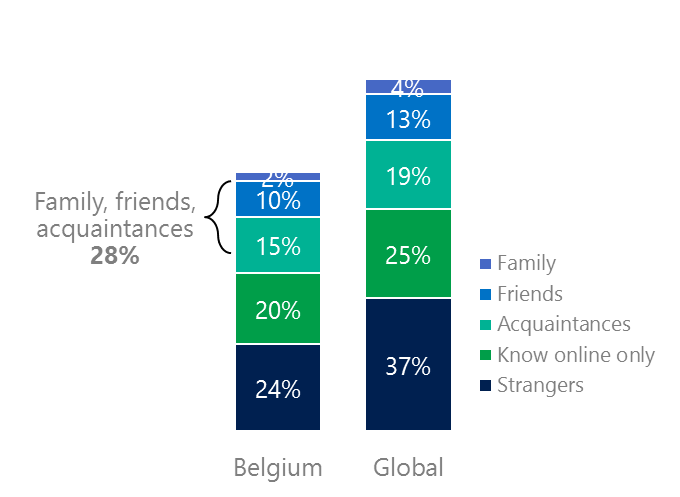 4%
13%
19%
25%
37%
2%
10%
15%
20%
24%
Family, friends,
acquaintances
28%
Family
Friends
Acquaintances
Know online only
Strangers
Belgium
Global